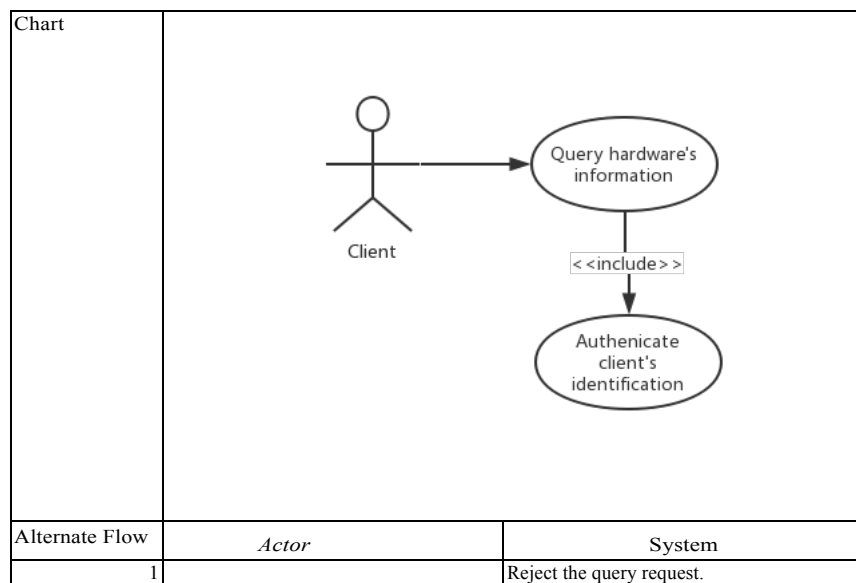 Chart
Query hardware's
information
Client
< <include> >
Authenicate
client's
identification
Alternate Flow Actor System
1 Reject the query request.